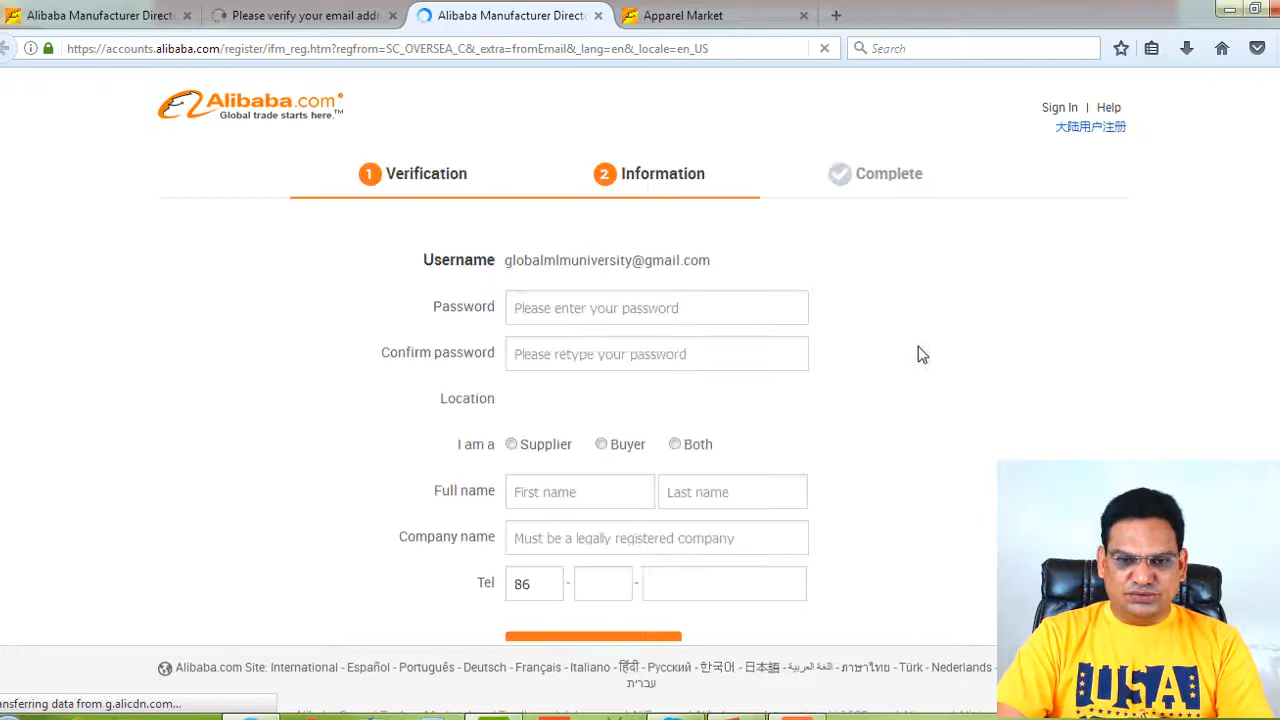 Alibaba Manufacturer Direct
Please verify your email addr
Alibaba Manufacturer Direct
Apparel Market
https://accounts.alibaba.com/register/ifm_reg.htm?regfrom=SC_OVERSEA_C&_extra=fromEmail&_lang=en&_locale=en_US
Search
Alibaba.com
Global trade starts here.™
Sign In | Help
大陆用户注册
1 Verification
2 Information
Complete
Username globalmlmuniversity@gmail.com
Password Please enter your password
Confirm password Please retype your password
Location
I am a Supplier Buyer Both
Full name First name Last name
Company name Must be a legally registered company
Tel 86 - -
Alibaba.com Site: International - Español - Português - Deutsch - Français - Italiano - हिंदी - Русский - 한국어 - 日本語 - اللغة العربية - ภาษาไทย - Türk - Nederlands -
עברית
ansferring data from g.alicdn.com...
USA